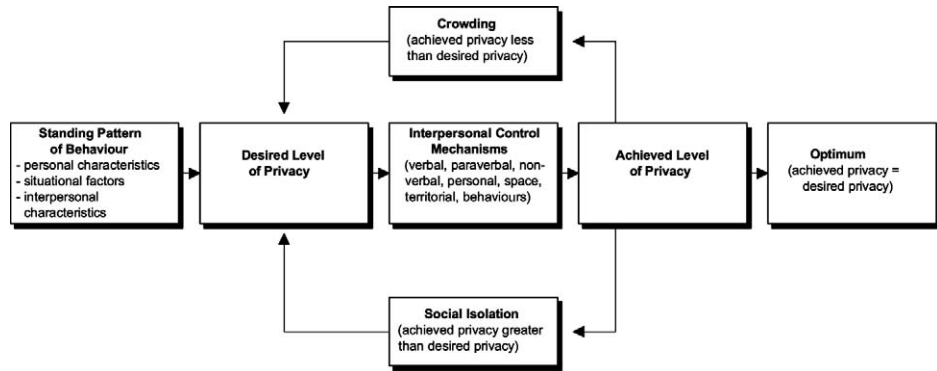 Crowding
(achieved privacy less
than desired privacy)
Standing Pattern
of Behaviour
- personal characteristics
- situational factors
- interpersonal
characteristics
Desired Level
of Privacy
Interpersonal Control
Mechanisms
(verbal, paraverbal, non-
verbal, personal, space,
territorial, behaviours)
Achieved Level
of Privacy
Optimum
(achieved privacy =
desired privacy)
Social Isolation
(achieved privacy greater
than desired privacy)